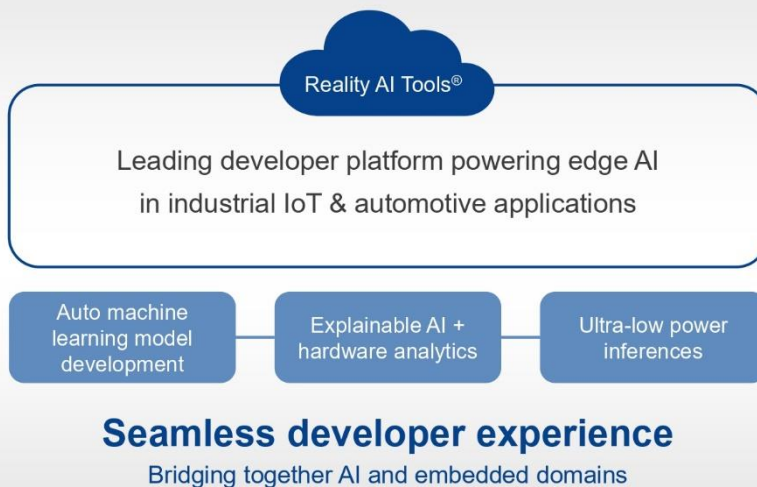 Reality AI Tools®
Leading developer platform powering edge AI
in industrial IoT & automotive applications
Auto machine
learning model
development
Explainable AI +
hardware analytics
Ultra-low power
inferences
Seamless developer experience
Bridging together AI and embedded domains